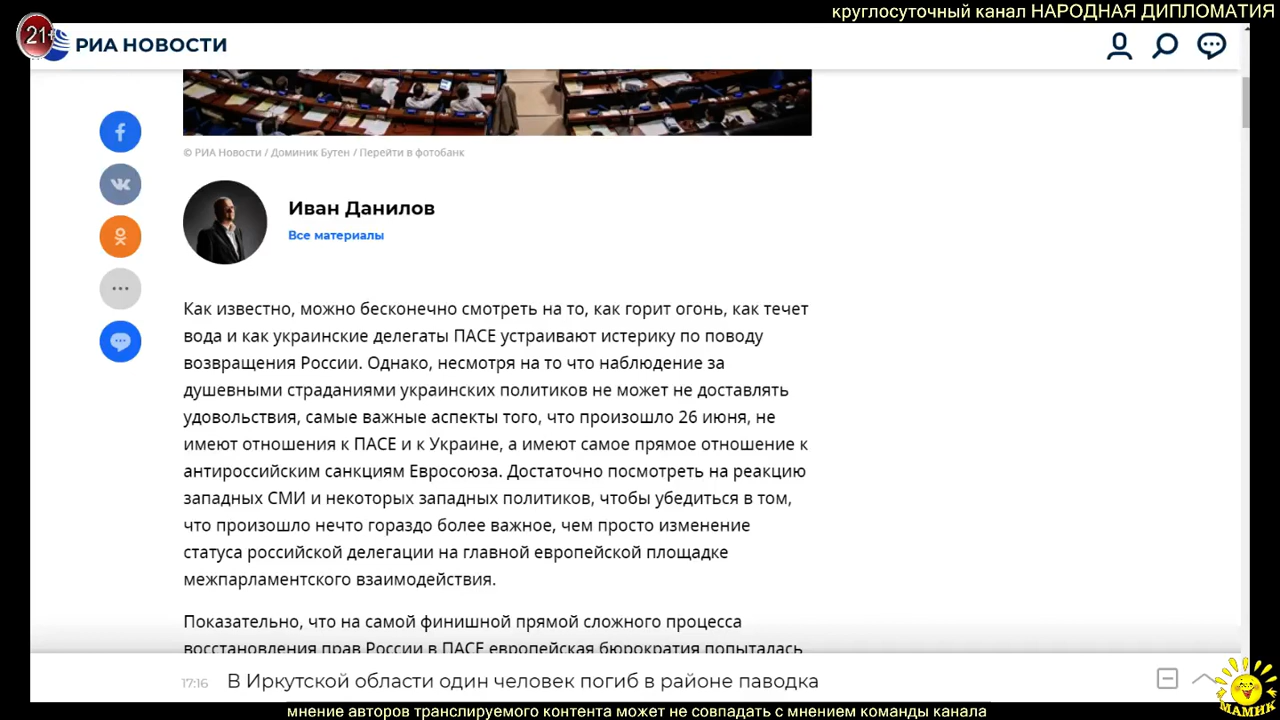 круглосуточный канал НАРОДНАЯ ДИПЛОМАТИЯ
21+
РИА НОВОСТИ
© РИА Новости / Доминик Бутен / Перейти в фотобанк
Иван Данилов
Все материалы
Как известно, можно бесконечно смотреть на то, как горит огонь, как течет
вода и как украинские делегаты ПАСЕ устраивают истерику по поводу
возвращения России. Однако, несмотря на то что наблюдение за
душевными страданиями украинских политиков не может не доставлять
удовольствия, самые важные аспекты того, что произошло 26 июня, не
имеют отношения к ПАСЕ и к Украине, а имеют самое прямое отношение к
антироссийским санкциям Евросоюза. Достаточно посмотреть на реакцию
западных СМИ и некоторых западных политиков, чтобы убедиться в том,
что произошло нечто гораздо более важное, чем просто изменение
статуса российской делегации на главной европейской площадке
межпарламентского взаимодействия.
Показательно, что на самой финишной прямой сложного процесса
восстановления прав России в ПАСЕ европейская бюрократия попыталась
17:16 В Иркутской области один человек погиб в районе паводка
МАМИК
мнение авторов транслируемого контента может не совпадать с мнением команды канала